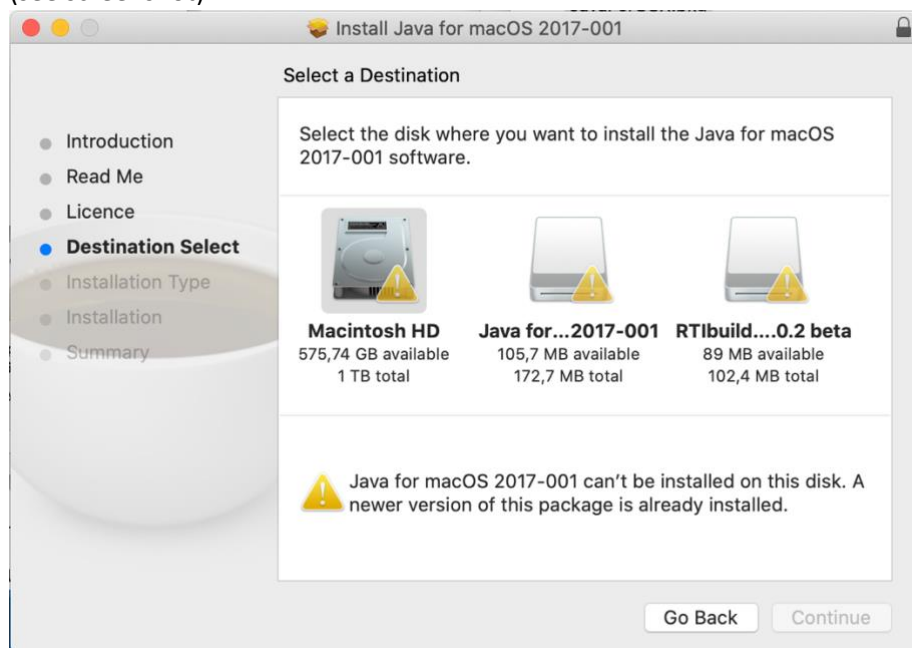 Install Java for macOS 2017-001
Select a Destination
Introduction
Read Me
Licence
Destination Select
Installation Type
Installation
Summary
Select the disk where you want to install the Java for macOS
2017-001 software.
Macintosh HD
575,74 GB available
1 TB total
Java for...2017-001
105,7 MB available
172,7 MB total
RTIbuild....0.2 beta
89 MB available
102,4 MB total
Java for macOS 2017-001 can't be installed on this disk. A
newer version of this package is already installed.
Go Back
Continue